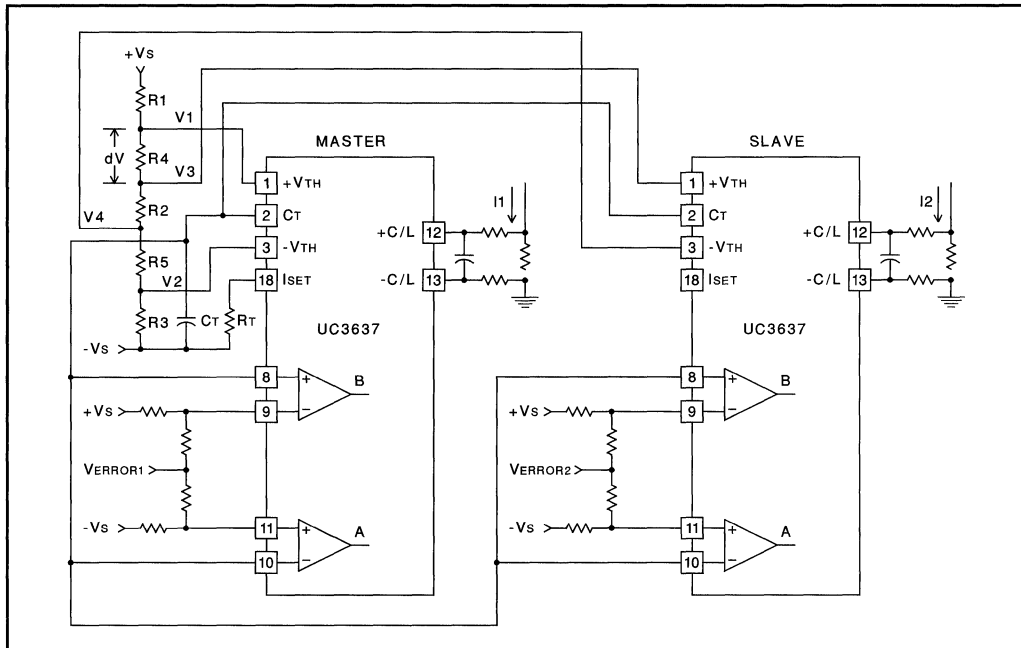 +VS
R1
V1
dV
R4
V3
R2
V4
R5
V2
R3
CT
RT
-VS
MASTER
1 +VTH
2 CT
3 -VTH
18 ISET
+C/L 12
-C/L 13
I1
UC3637
8 + B
+VS 9 −
VERROR1
-VS 11 + A
10 −
SLAVE
1 +VTH
2 CT
3 -VTH
18 ISET
+C/L 12
-C/L 13
I2
UC3637
8 + B
+VS 9 −
VERROR2
-VS 11 + A
10 −